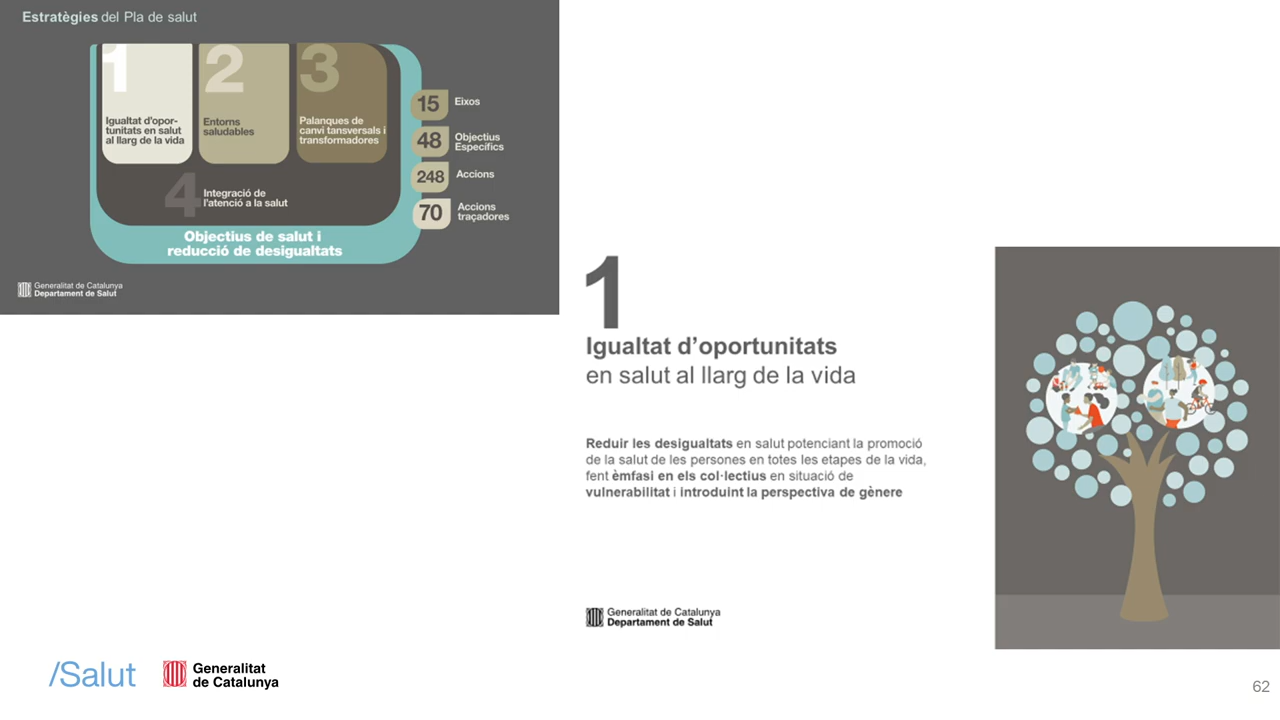 Estratègies del Pla de salut
1
Igualtat d'opor-
tunitats en salut
al llarg de la vida
2
Entorns
saludables
3
Palanques de
canvi tansversals i
transformadores
4
Integració de
l'atenció a la salut
Objectius de salut i
reducció de desigualtats
15 Eixos
48 Objectius
Específics
248 Accions
70 Accions
traçadores
Generalitat de Catalunya
Departament de Salut
1
Igualtat d'oportunitats
en salut al llarg de la vida
Reduir les desigualtats en salut potenciant la promoció
de la salut de les persones en totes les etapes de la vida,
fent èmfasi en els col·lectius en situació de
vulnerabilitat i introduint la perspectiva de gènere
Generalitat de Catalunya
Departament de Salut
/Salut
Generalitat
de Catalunya
62